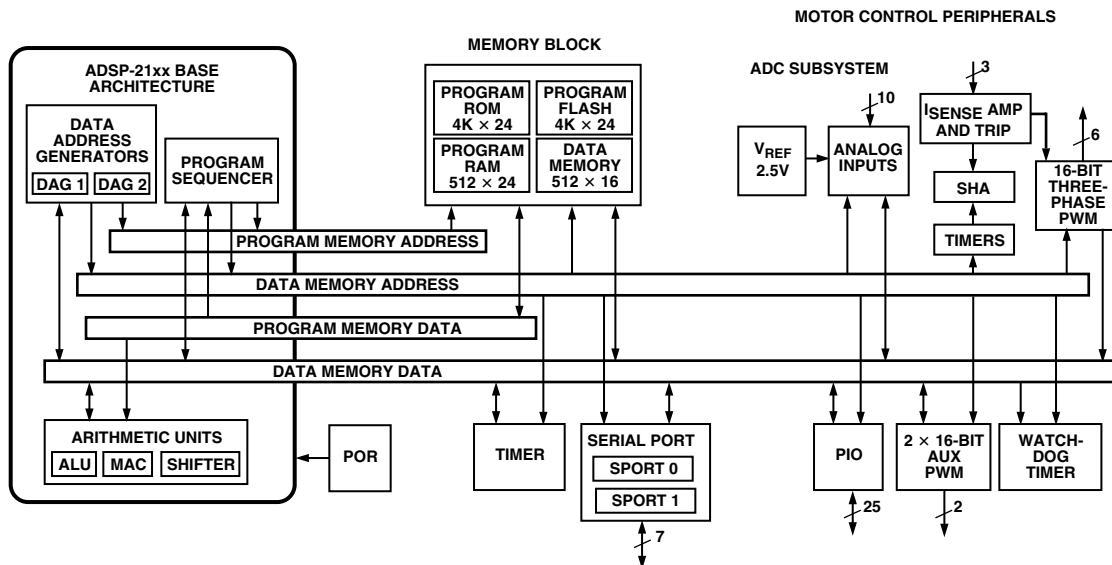 MOTOR CONTROL PERIPHERALS
ADSP-21xx BASE
ARCHITECTURE
MEMORY BLOCK
ADC SUBSYSTEM
DATA
ADDRESS
GENERATORS
DAG 1
DAG 2
PROGRAM
SEQUENCER
PROGRAM
ROM
4K × 24
PROGRAM
FLASH
4K × 24
PROGRAM
RAM
512 × 24
DATA
MEMORY
512 × 16
VREF
2.5V
10
ANALOG
INPUTS
3
ISENSE AMP
AND TRIP
SHA
TIMERS
6
16-BIT
THREE-
PHASE
PWM
PROGRAM MEMORY ADDRESS
DATA MEMORY ADDRESS
PROGRAM MEMORY DATA
DATA MEMORY DATA
ARITHMETIC UNITS
ALU
MAC
SHIFTER
POR
TIMER
SERIAL PORT
SPORT 0
SPORT 1
7
PIO
25
2 × 16-BIT
AUX
PWM
2
WATCH-
DOG
TIMER